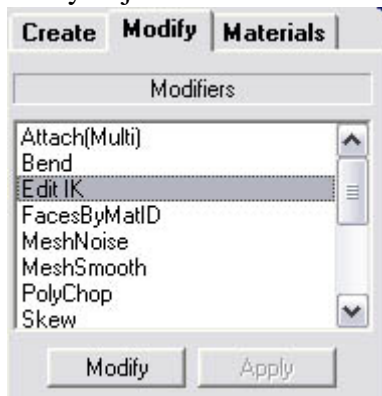 Create Modify Materials
Modifiers
Attach(Multi)
Bend
Edit IK
FacesByMatID
MeshNoise
MeshSmooth
PolyChop
Skew
Modify Apply